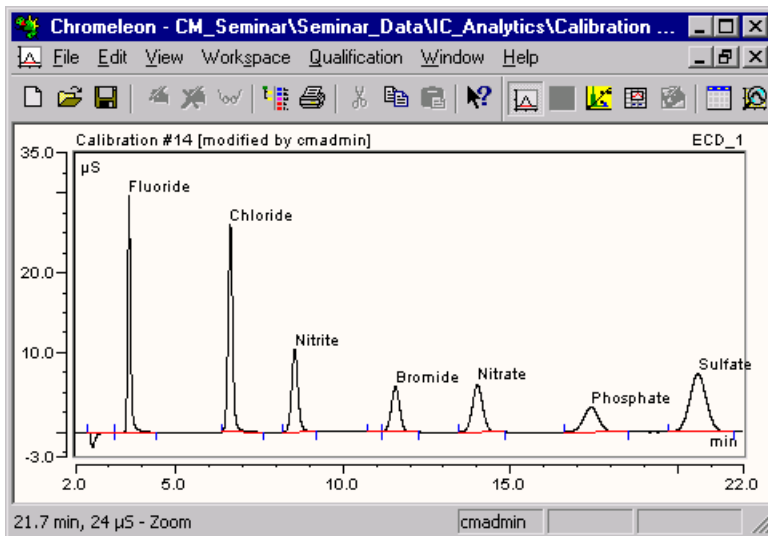 Chromeleon - CM_Seminar\Seminar_Data\IC_Analytics\Calibration ...
File Edit View Workspace Qualification Window Help
Calibration #14 [modified by cmadmin] ECD_1
35.0
µS
Fluoride
Chloride
20.0
10.0
Nitrite
Bromide
Nitrate
Phosphate
Sulfate
min
-3.0
2.0 5.0 10.0 15.0 22.0
21.7 min, 24 µS - Zoom cmadmin